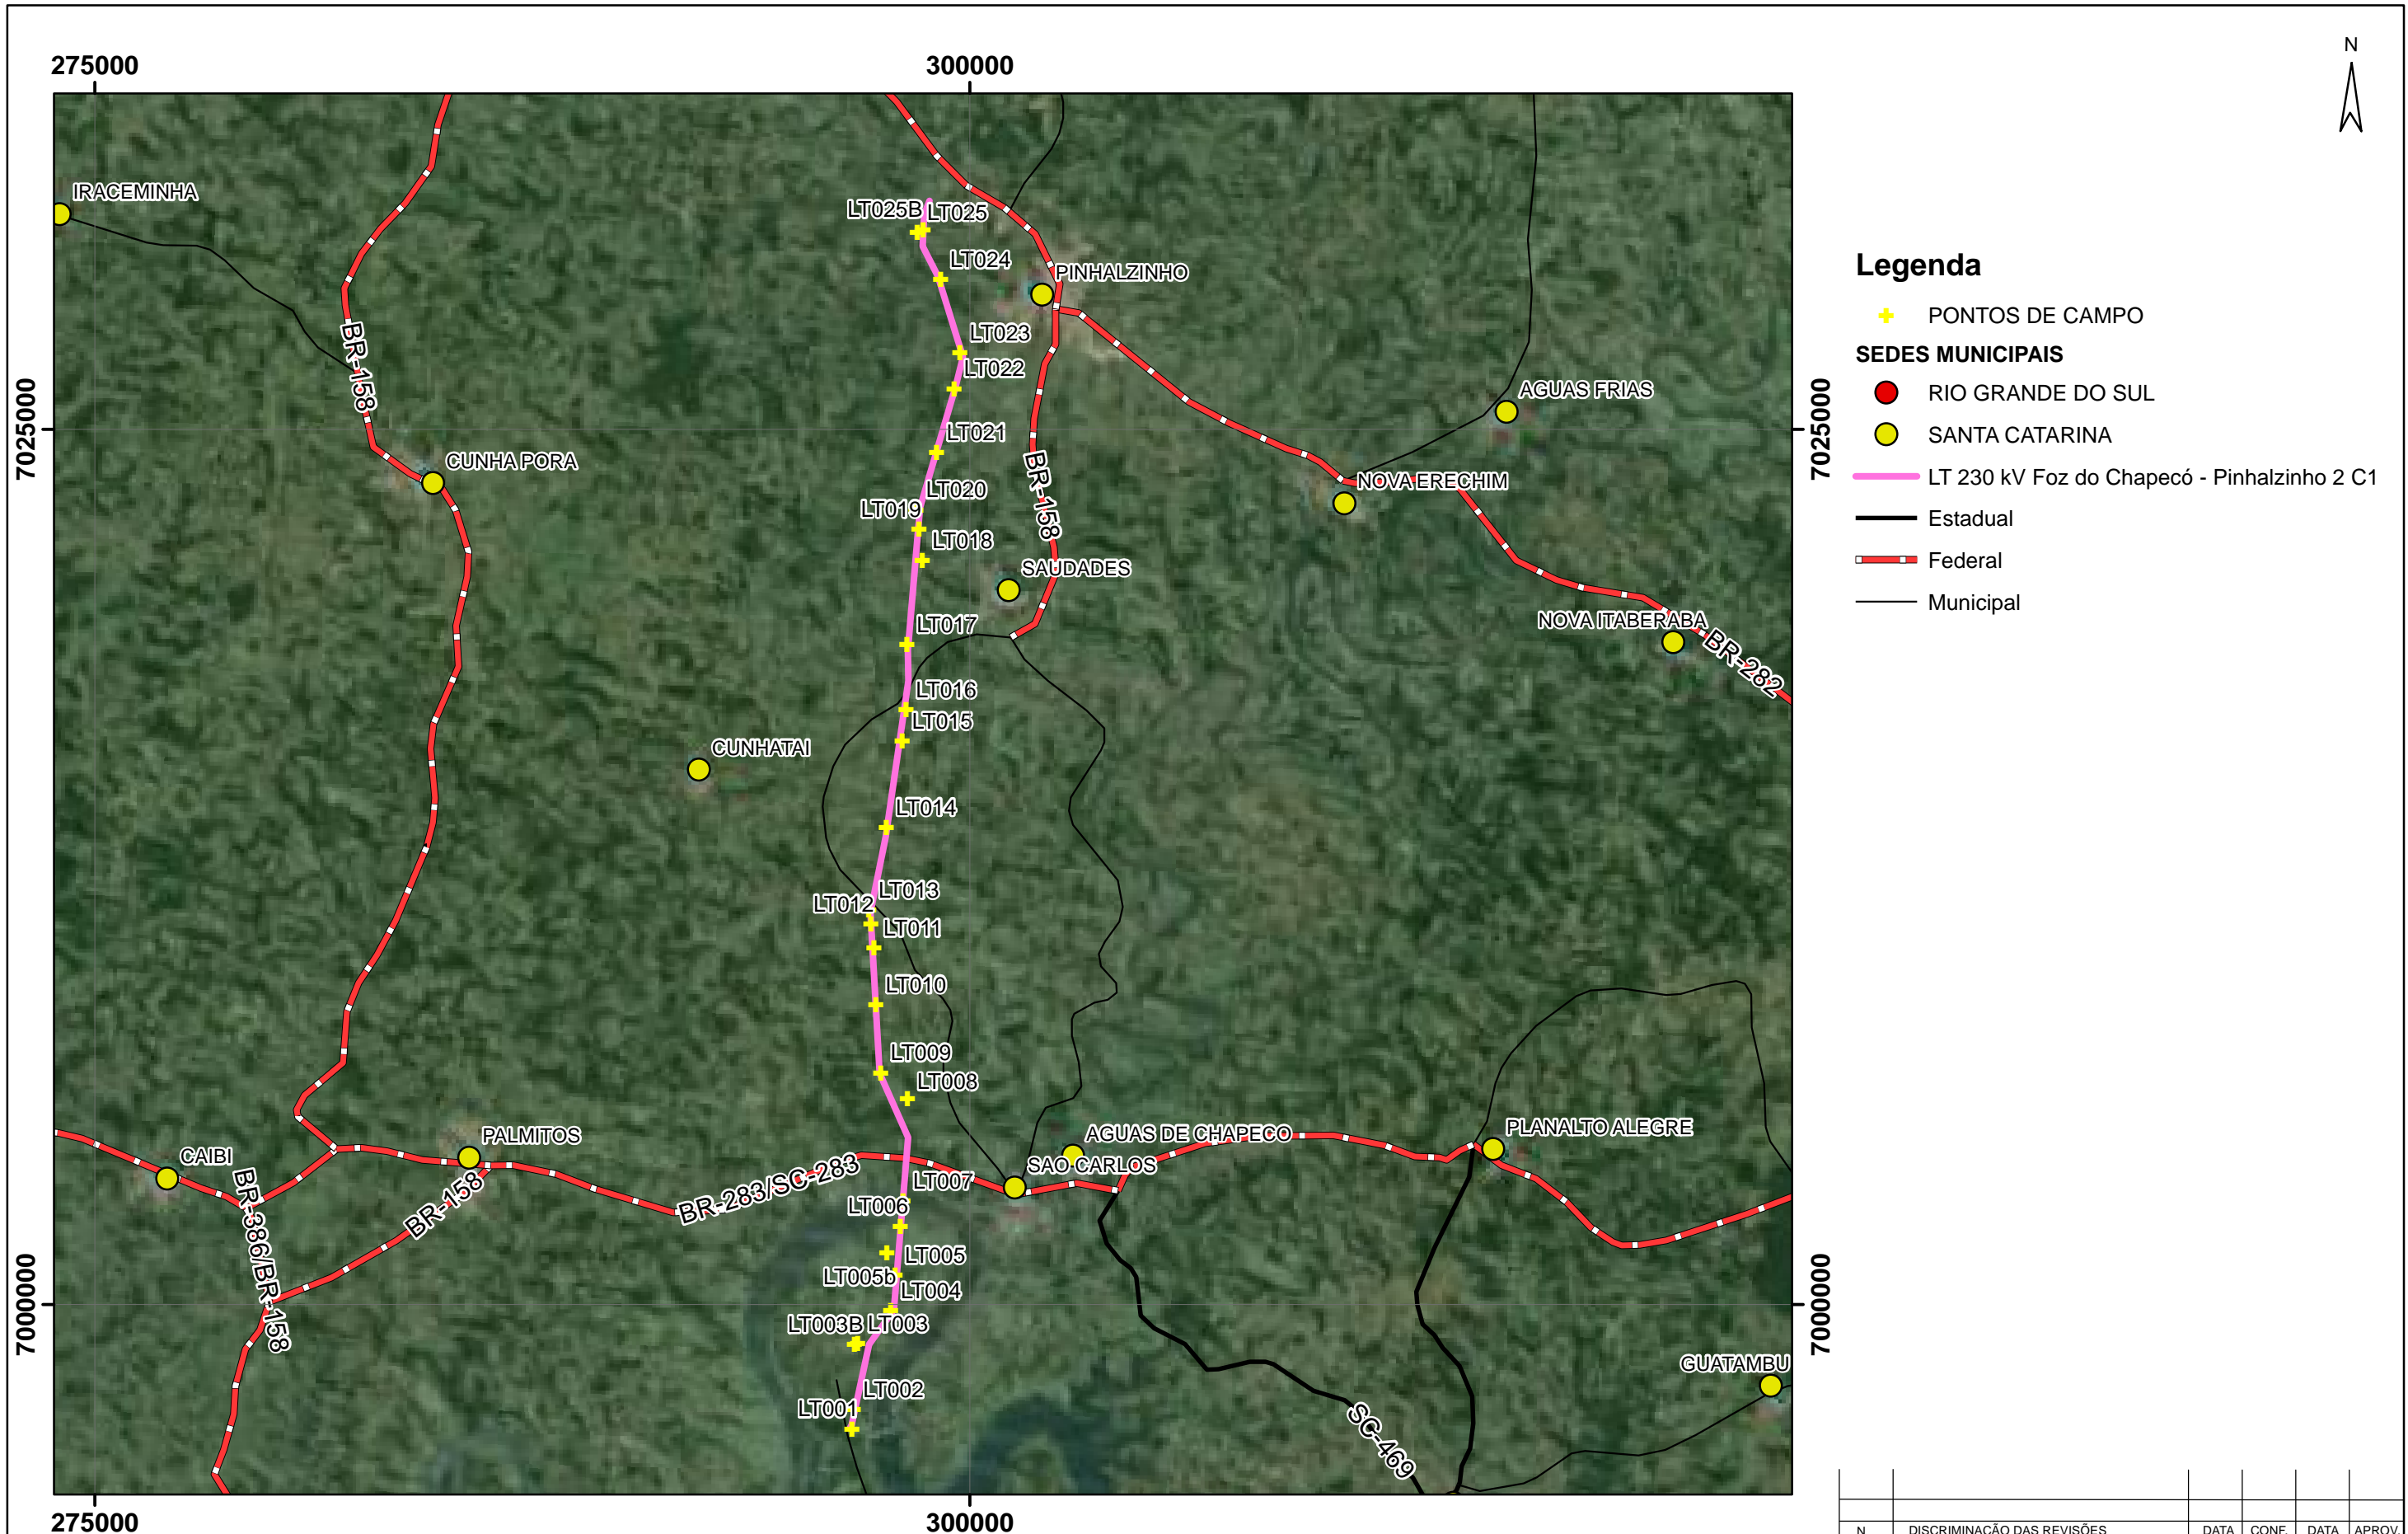 N
275000
300000
IRACEMINHA
LT025B
LT025
LT024
PINHALZINHO
LT023
LT022
BR-158
AGUAS FRIAS
7025000
7025000
LT021
CUNHA PORA
BR-158
NOVA ERECHIM
LT020
LT019
LT018
SAUDADES
LT017
NOVA ITABERABA
BR-282
LT016
LT015
CUNHATAI
LT014
LT013
LT012
LT011
LT010
LT009
LT008
AGUAS DE CHAPECO
PLANALTO ALEGRE
PALMITOS
CAIBI
SAO CARLOS
BR-283/SC-283
LT007
BR-158
LT006
BR-386/BR-158
LT005
LT005b
LT004
7000000
7000000
LT003B
LT003
GUATAMBU
LT002
LT001
SC-469
275000
300000
Legenda
PONTOS DE CAMPO
SEDES MUNICIPAIS
RIO GRANDE DO SUL
SANTA CATARINA
LT 230 kV Foz do Chapecó - Pinhalzinho 2 C1
Estadual
Federal
Municipal
N. DISCRIMINAÇÃO DAS REVISÕES DATA CONF. DATA APROV.